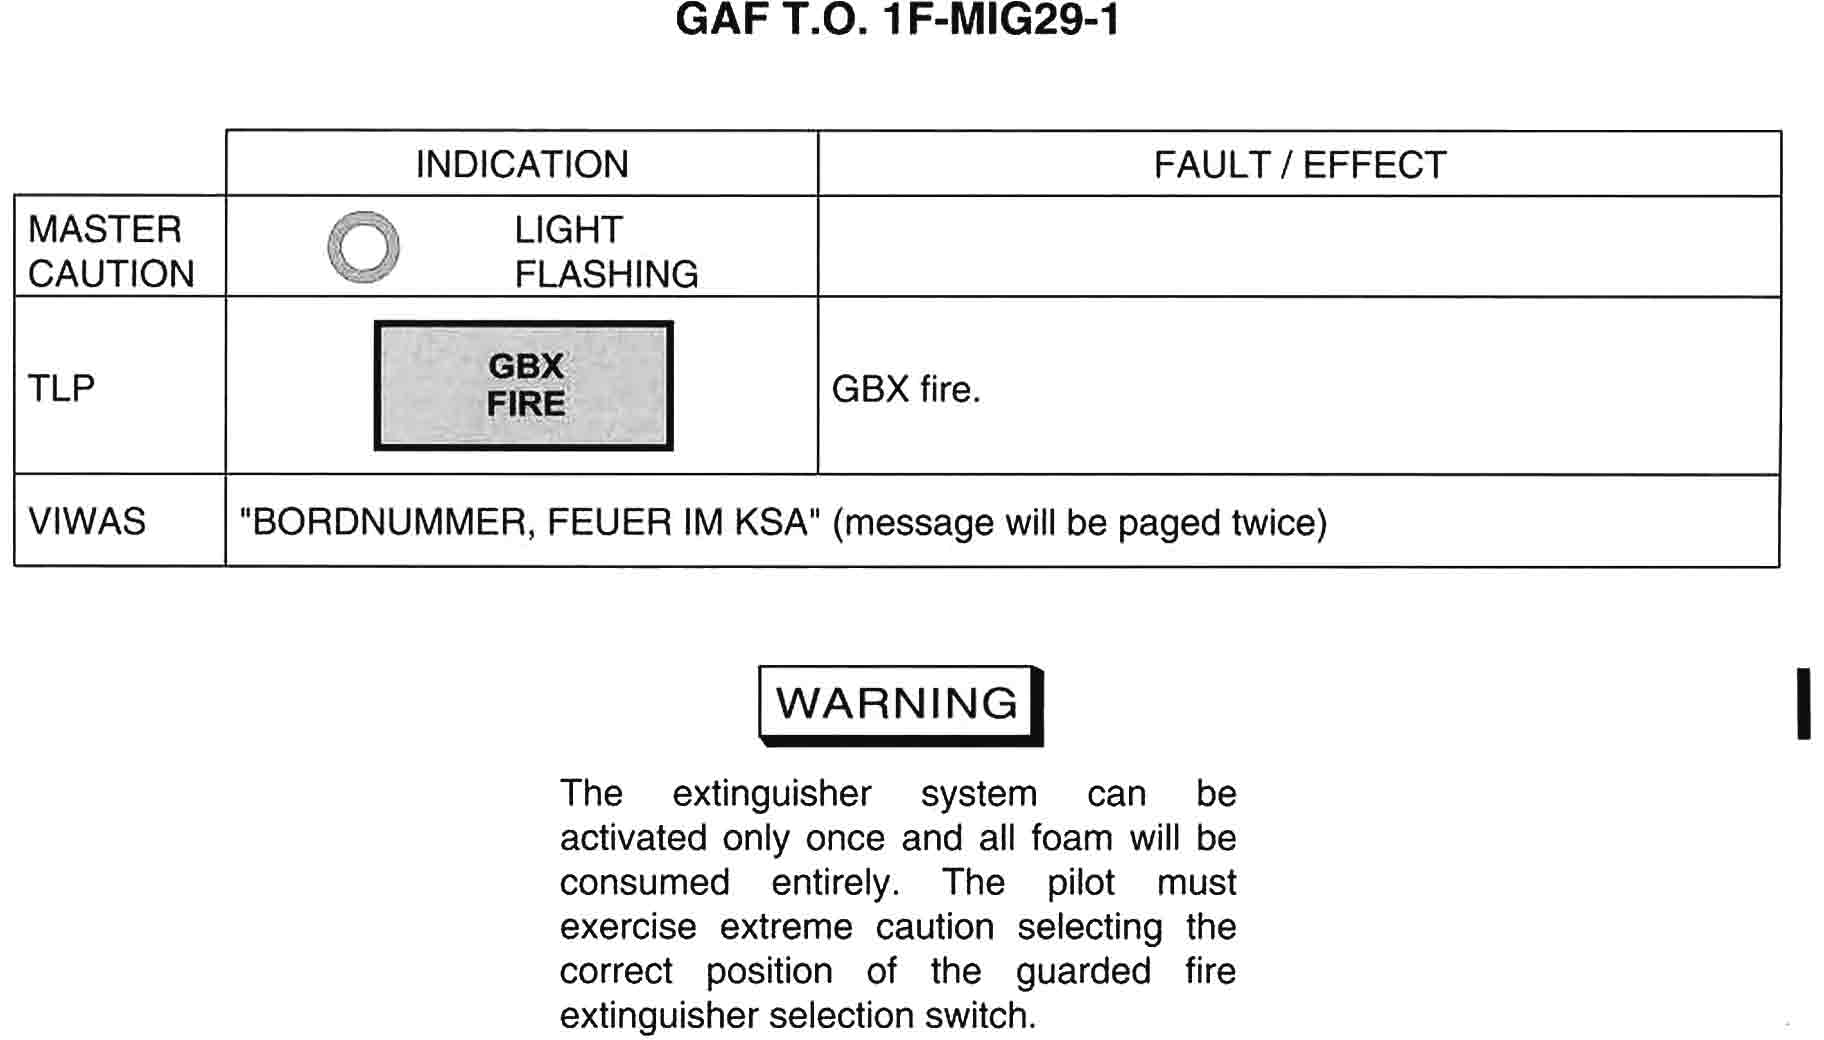 GAF T.O. 1F-MIG29-1
INDICATION FAULT / EFFECT
MASTER CAUTION LIGHT FLASHING
TLP GBX FIRE GBX fire.
VIWAS "BORDNUMMER, FEUER IM KSA" (message will be paged twice)
WARNING
The extinguisher system can be
activated only once and all foam will be
consumed entirely. The pilot must
exercise extreme caution selecting the
correct position of the guarded fire
extinguisher selection switch.